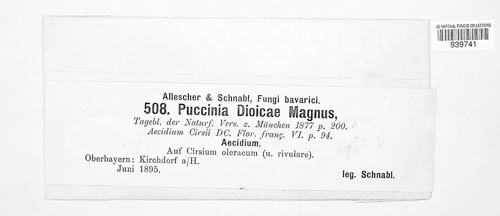 US NATIONAL FUNGUS COLLECTIONS
939741
Allescher & Schnabl, Fungi bavarici.
508. Puccinia Dioicae Magnus,
Tagebl. der Naturf. Vers. z. München 1877 p. 200.
Aecidium Cirsii DC. Flor. franç. VI. p. 94.
Aecidium.
Auf Cirsium oleracum (u. rivulare).
Oberbayern: Kirchdorf a/H.
Juni 1895.
leg. Schnabl.